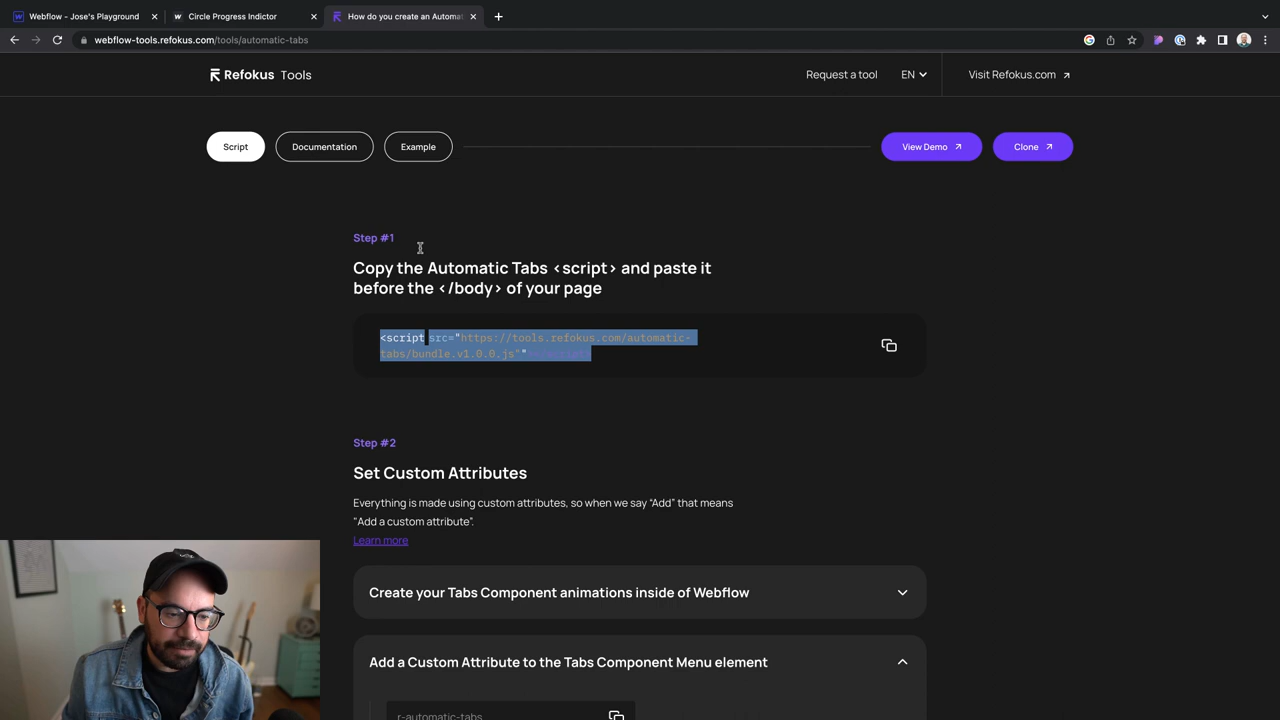 Webflow - Jose's Playground
Circle Progress Indictor
How do you create an Automat
webflow-tools.refokus.com/tools/automatic-tabs
Refokus Tools
Request a tool
EN
Visit Refokus.com
Script
Documentation
Example
View Demo
Clone
Step #1
Copy the Automatic Tabs <script> and paste it
before the </body> of your page
<script src="https://tools.refokus.com/automatic-
tabs/bundle.v1.0.0.js""></script>
Step #2
Set Custom Attributes
Everything is made using custom attributes, so when we say “Add” that means
"Add a custom attribute”.
Learn more
Create your Tabs Component animations inside of Webflow
Add a Custom Attribute to the Tabs Component Menu element
r-automatic-tabs